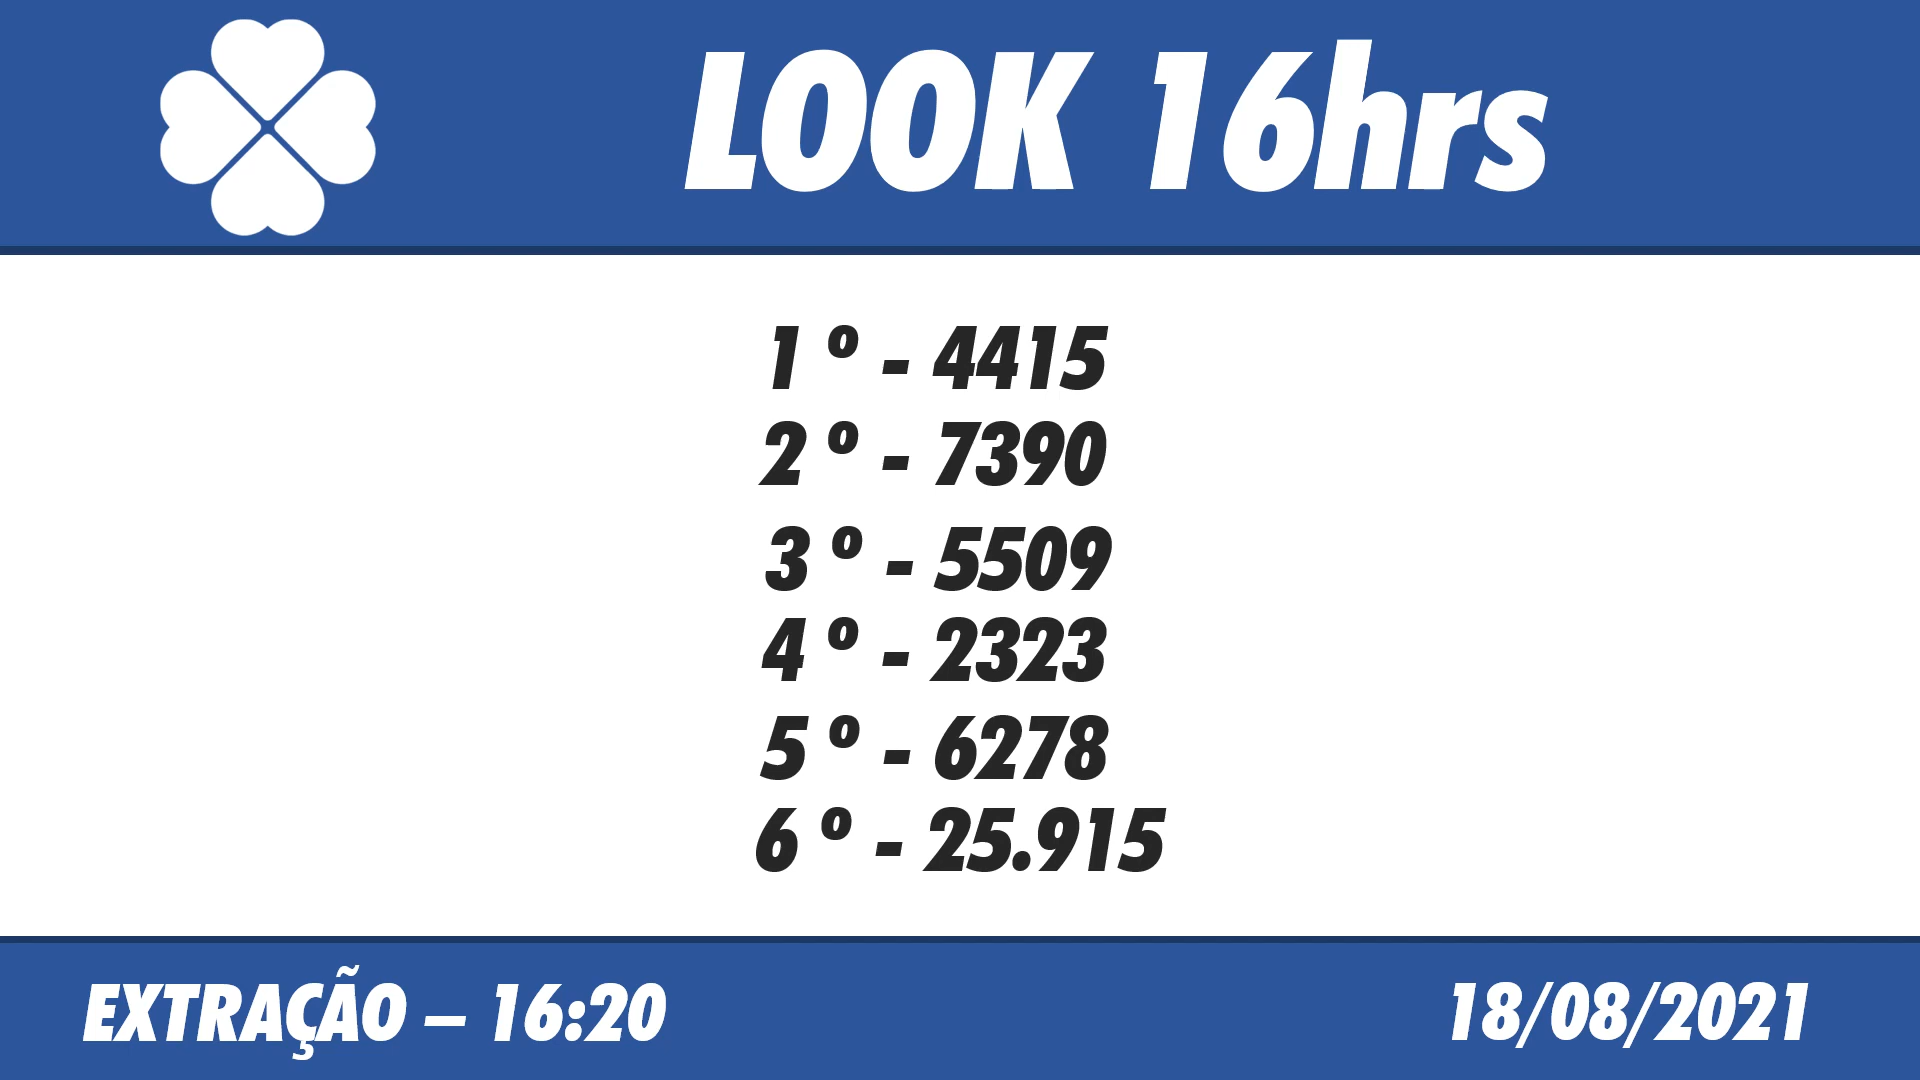 LOOK 16hrs
1 º - 4415
2 º - 7390
3 º - 5509
4 º - 2323
5 º - 6278
6 º - 25.915
EXTRAÇÃO – 16:20
18/08/2021